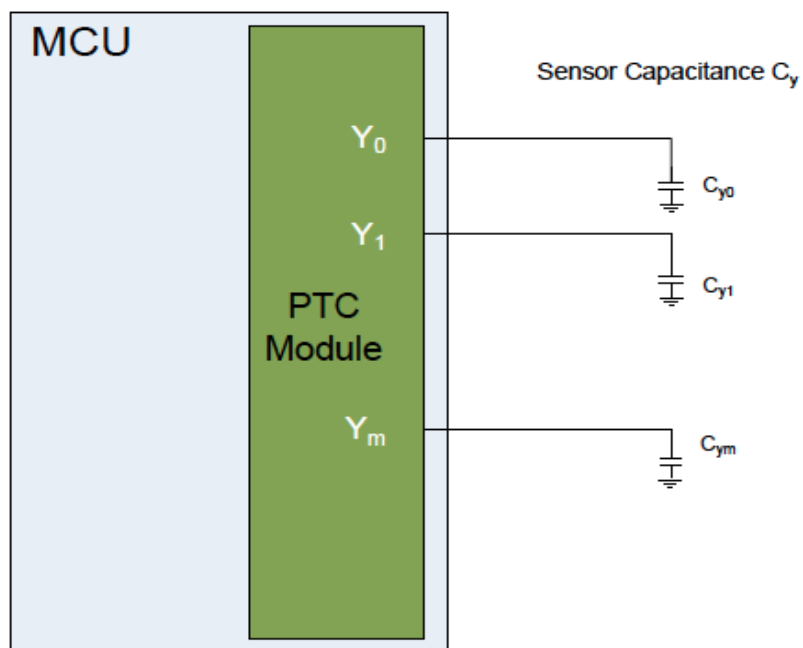 MCU
Sensor Capacitance Cy
Y0
Cy0
Y1
Cy1
PTC
Module
Ym
Cym